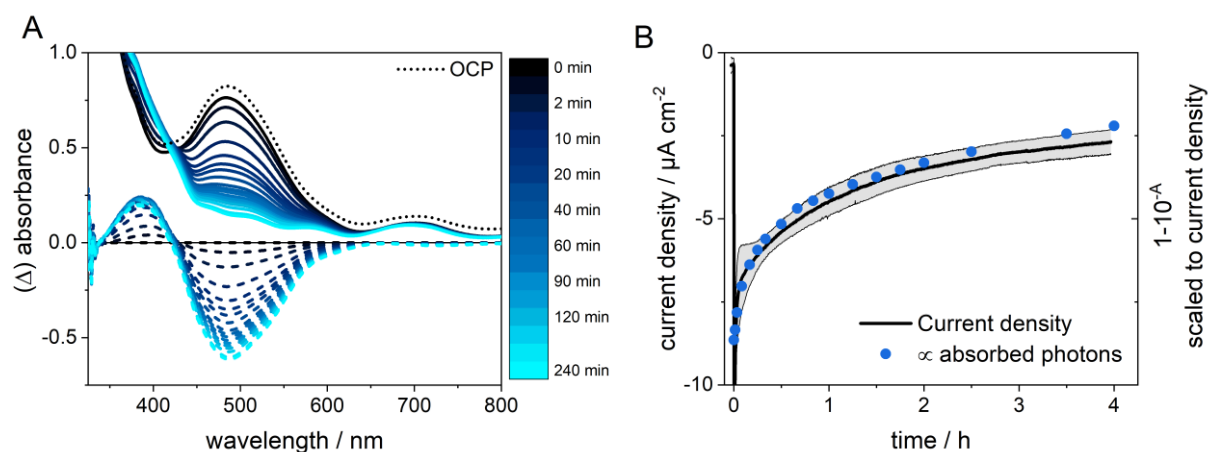 A
(Δ) absorbance
1.0
0.5
0.0
-0.5
400
500
600
700
800
wavelength / nm
OCP
0 min
2 min
10 min
20 min
40 min
60 min
90 min
120 min
240 min
B
current density / µA cm⁻²
0
-5
-10
0
1
2
3
4
time / h
Current density
∝ absorbed photons
1-10^-A
scaled to current density